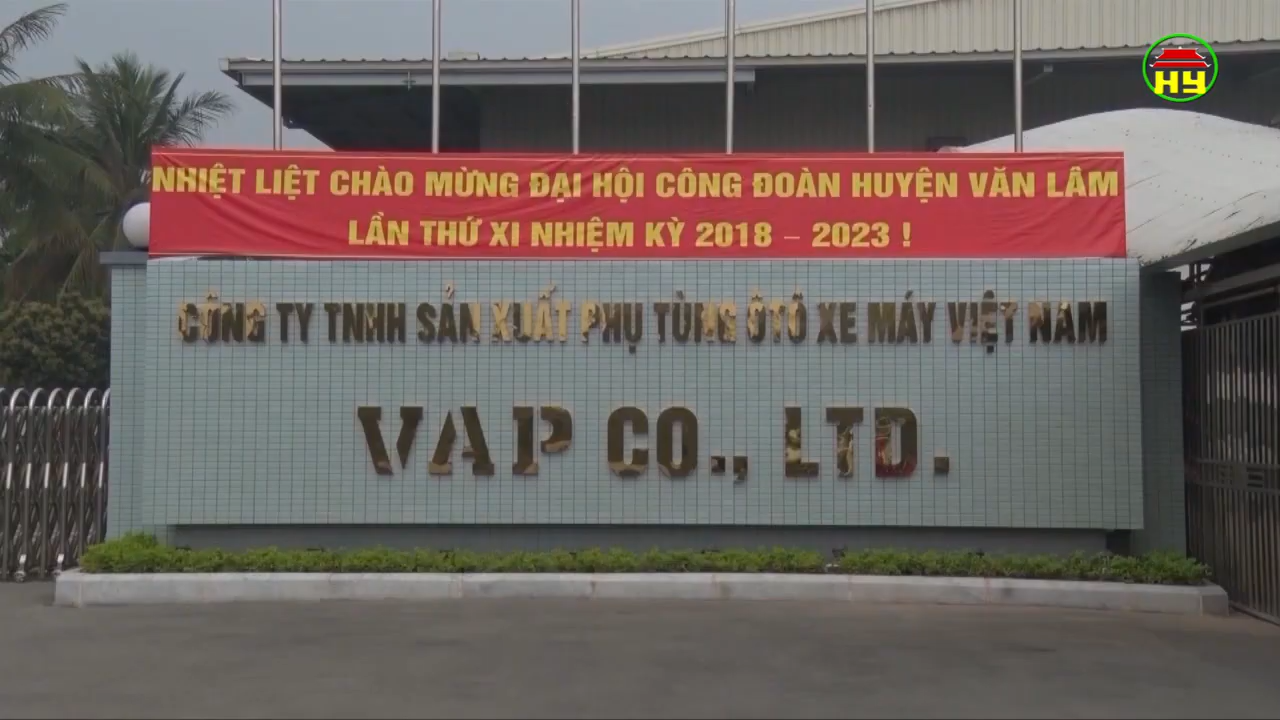 HY
NHIỆT LIỆT CHÀO MỪNG ĐẠI HỘI CÔNG ĐOÀN HUYỆN VĂN LÂM
LẦN THỨ XI NHIỆM KỲ 2018 – 2023 !
CÔNG TY TNHH SẢN XUẤT PHỤ TÙNG ÔTÔ XE MÁY VIỆT NAM
VAP CO., LTD.